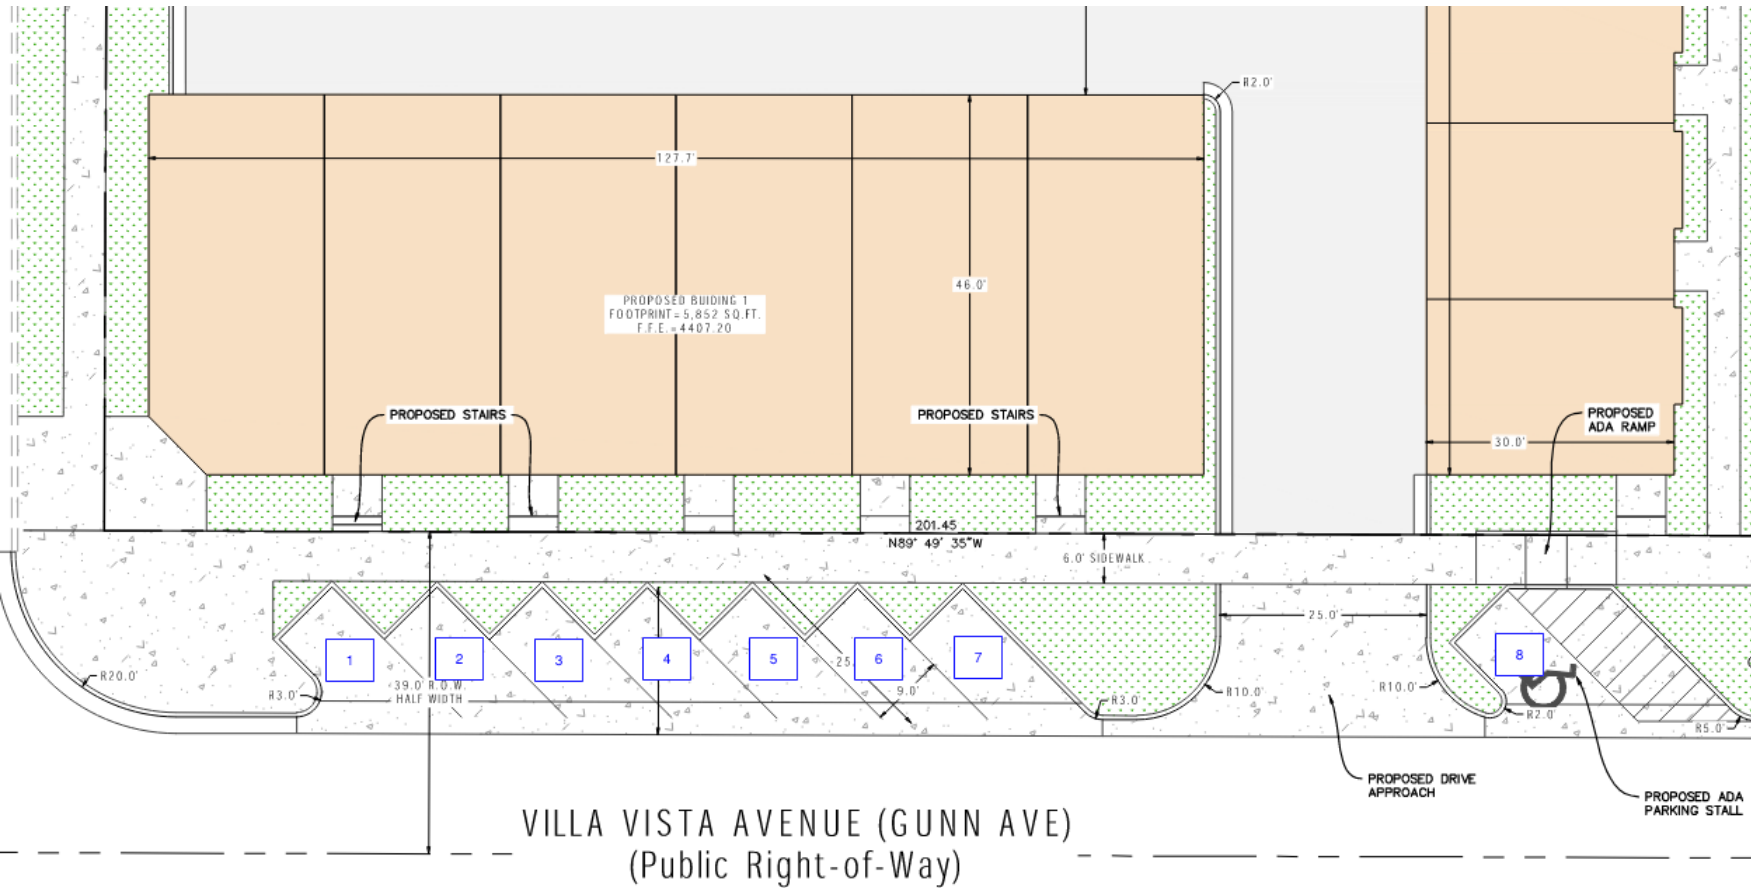 R2.0'
127.7'
46.0'
PROPOSED BUIDING 1
FOOTPRINT=5,852 SQ.FT.
F.F.E.=4407.20
PROPOSED STAIRS
PROPOSED STAIRS
PROPOSED
ADA RAMP
30.0'
201.45
N89° 49' 35"W
6.0' SIDEWALK
25.0'
1
2
3
4
5
6
7
8
25.
9.0'
R20.0'
R3.0'
39.0' R.O.W.
HALF WIDTH
R3.0'
R10.0'
R10.0'
R2.0'
R5.0'
PROPOSED DRIVE
APPROACH
PROPOSED ADA
PARKING STALL
VILLA VISTA AVENUE (GUNN AVE)
(Public Right-of-Way)